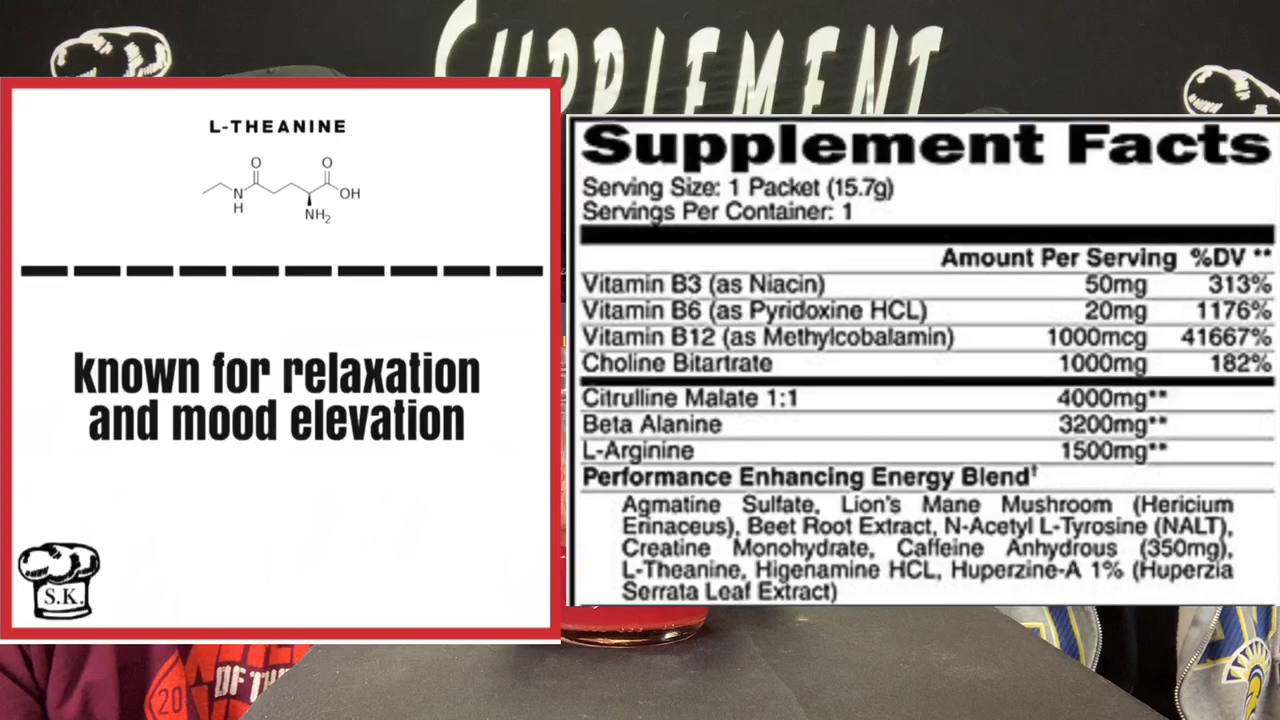 SUPPLEMENT
L-THEANINE
O
O
N
H
OH
NH₂
known for relaxation
and mood elevation
S.K.
Supplement Facts
Serving Size: 1 Packet (15.7g)
Servings Per Container: 1
Amount Per Serving %DV **
Vitamin B3 (as Niacin) 50mg 313%
Vitamin B6 (as Pyridoxine HCL) 20mg 1176%
Vitamin B12 (as Methylcobalamin) 1000mcg 41667%
Choline Bitartrate 1000mg 182%
Citrulline Malate 1:1 4000mg**
Beta Alanine 3200mg**
L-Arginine 1500mg**
Performance Enhancing Energy Blend†
Agmatine Sulfate, Lion's Mane Mushroom (Hericium
Erinaceus), Beet Root Extract, N-Acetyl L-Tyrosine (NALT),
Creatine Monohydrate, Caffeine Anhydrous (350mg),
L-Theanine, Higenamine HCL, Huperzine-A 1% (Huperzia
Serrata Leaf Extract)
20
OF TH